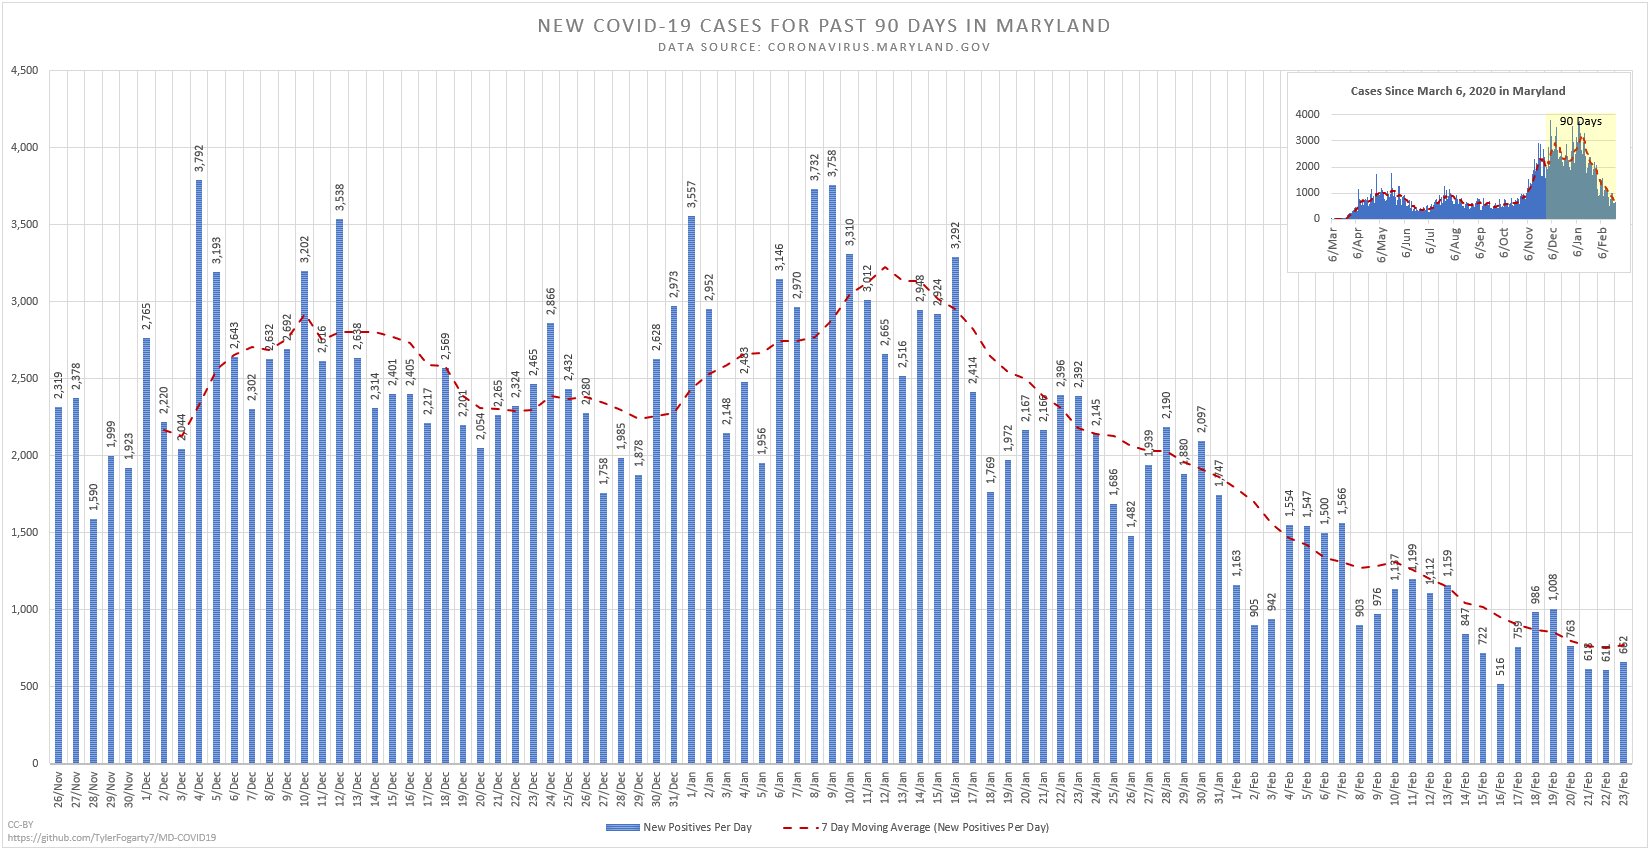 NEW COVID-19 CASES FOR PAST 90 DAYS IN MARYLAND
DATA SOURCE: CORONAVIRUS.MARYLAND.GOV
4,500
4,000
3,500
3,000
2,500
2,000
1,500
1,000
500
0
2,319
2,378
1,590
1,999
1,923
2,765
2,220
2,044
3,792
3,193
2,643
2,302
2,632
2,692
3,202
2,616
3,538
2,638
2,314
2,401
2,405
2,217
2,569
2,201
2,054
2,265
2,324
2,465
2,866
2,432
2,280
1,758
1,985
1,878
2,628
2,973
3,557
2,952
2,148
2,483
1,956
3,146
2,970
3,732
3,758
3,310
3,012
2,665
2,516
2,948
2,924
3,292
2,414
1,769
1,972
2,167
2,166
2,396
2,392
2,145
1,686
1,482
1,939
2,190
1,880
2,097
1,747
1,163
905
942
1,554
1,547
1,500
1,566
903
976
1,137
1,199
1,112
1,159
847
722
516
759
986
1,008
763
618
611
662
26/Nov
27/Nov
28/Nov
29/Nov
30/Nov
1/Dec
2/Dec
3/Dec
4/Dec
5/Dec
6/Dec
7/Dec
8/Dec
9/Dec
10/Dec
11/Dec
12/Dec
13/Dec
14/Dec
15/Dec
16/Dec
17/Dec
18/Dec
19/Dec
20/Dec
21/Dec
22/Dec
23/Dec
24/Dec
25/Dec
26/Dec
27/Dec
28/Dec
29/Dec
30/Dec
31/Dec
1/Jan
2/Jan
3/Jan
4/Jan
5/Jan
6/Jan
7/Jan
8/Jan
9/Jan
10/Jan
11/Jan
12/Jan
13/Jan
14/Jan
15/Jan
16/Jan
17/Jan
18/Jan
19/Jan
20/Jan
21/Jan
22/Jan
23/Jan
24/Jan
25/Jan
26/Jan
27/Jan
28/Jan
29/Jan
30/Jan
31/Jan
1/Feb
2/Feb
3/Feb
4/Feb
5/Feb
6/Feb
7/Feb
8/Feb
9/Feb
10/Feb
11/Feb
12/Feb
13/Feb
14/Feb
15/Feb
16/Feb
17/Feb
18/Feb
19/Feb
20/Feb
21/Feb
22/Feb
23/Feb
Cases Since March 6, 2020 in Maryland
90 Days
4000
3000
2000
1000
0
6/Mar
6/Apr
6/May
6/Jun
6/Jul
6/Aug
6/Sep
6/Oct
6/Nov
6/Dec
6/Jan
6/Feb
New Positives Per Day
7 Day Moving Average (New Positives Per Day)
CC-BY
https://github.com/TylerFogarty7/MD-COVID19